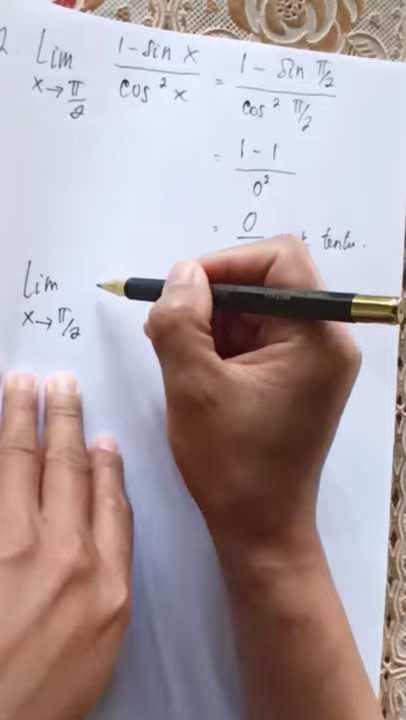 2. Lim x→π/2 1-sin x / cos² x = 1 - sin π/2 / cos² π/2
= 1-1 / 0²
= 0 tentu.
Lim x→π/2